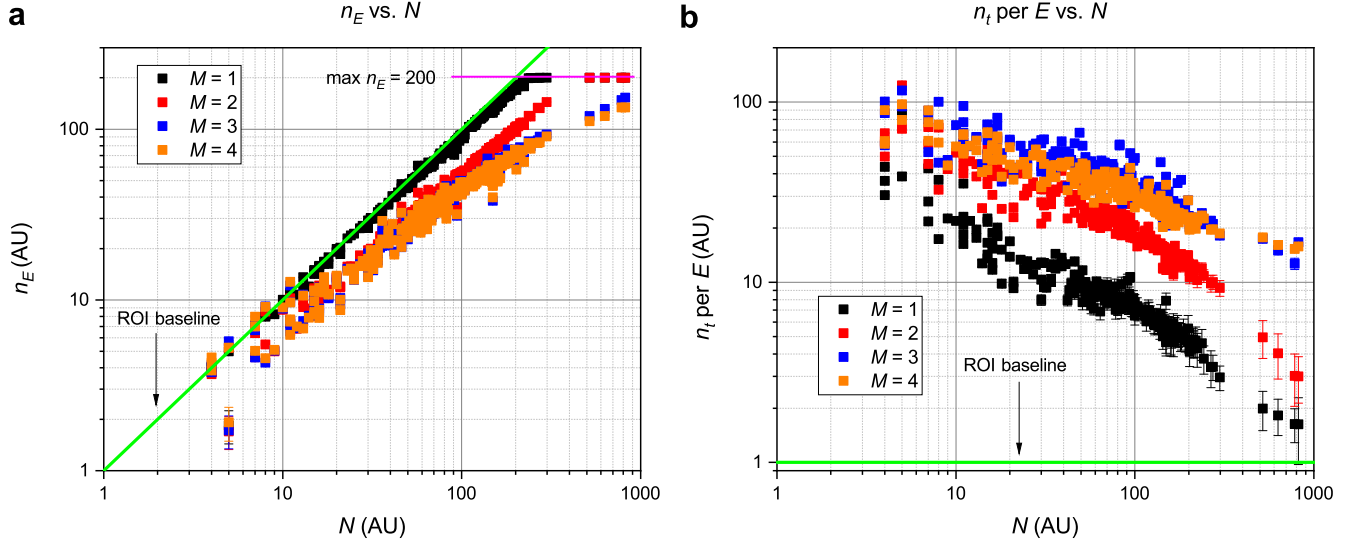 a
n_E vs. N
n_E (AU)
100
10
1
M = 1
M = 2
M = 3
M = 4
max n_E = 200
ROI baseline
1
10
100
1000
N (AU)
b
n_t per E vs. N
n_t per E (AU)
100
10
1
M = 1
M = 2
M = 3
M = 4
ROI baseline
1
10
100
1000
N (AU)